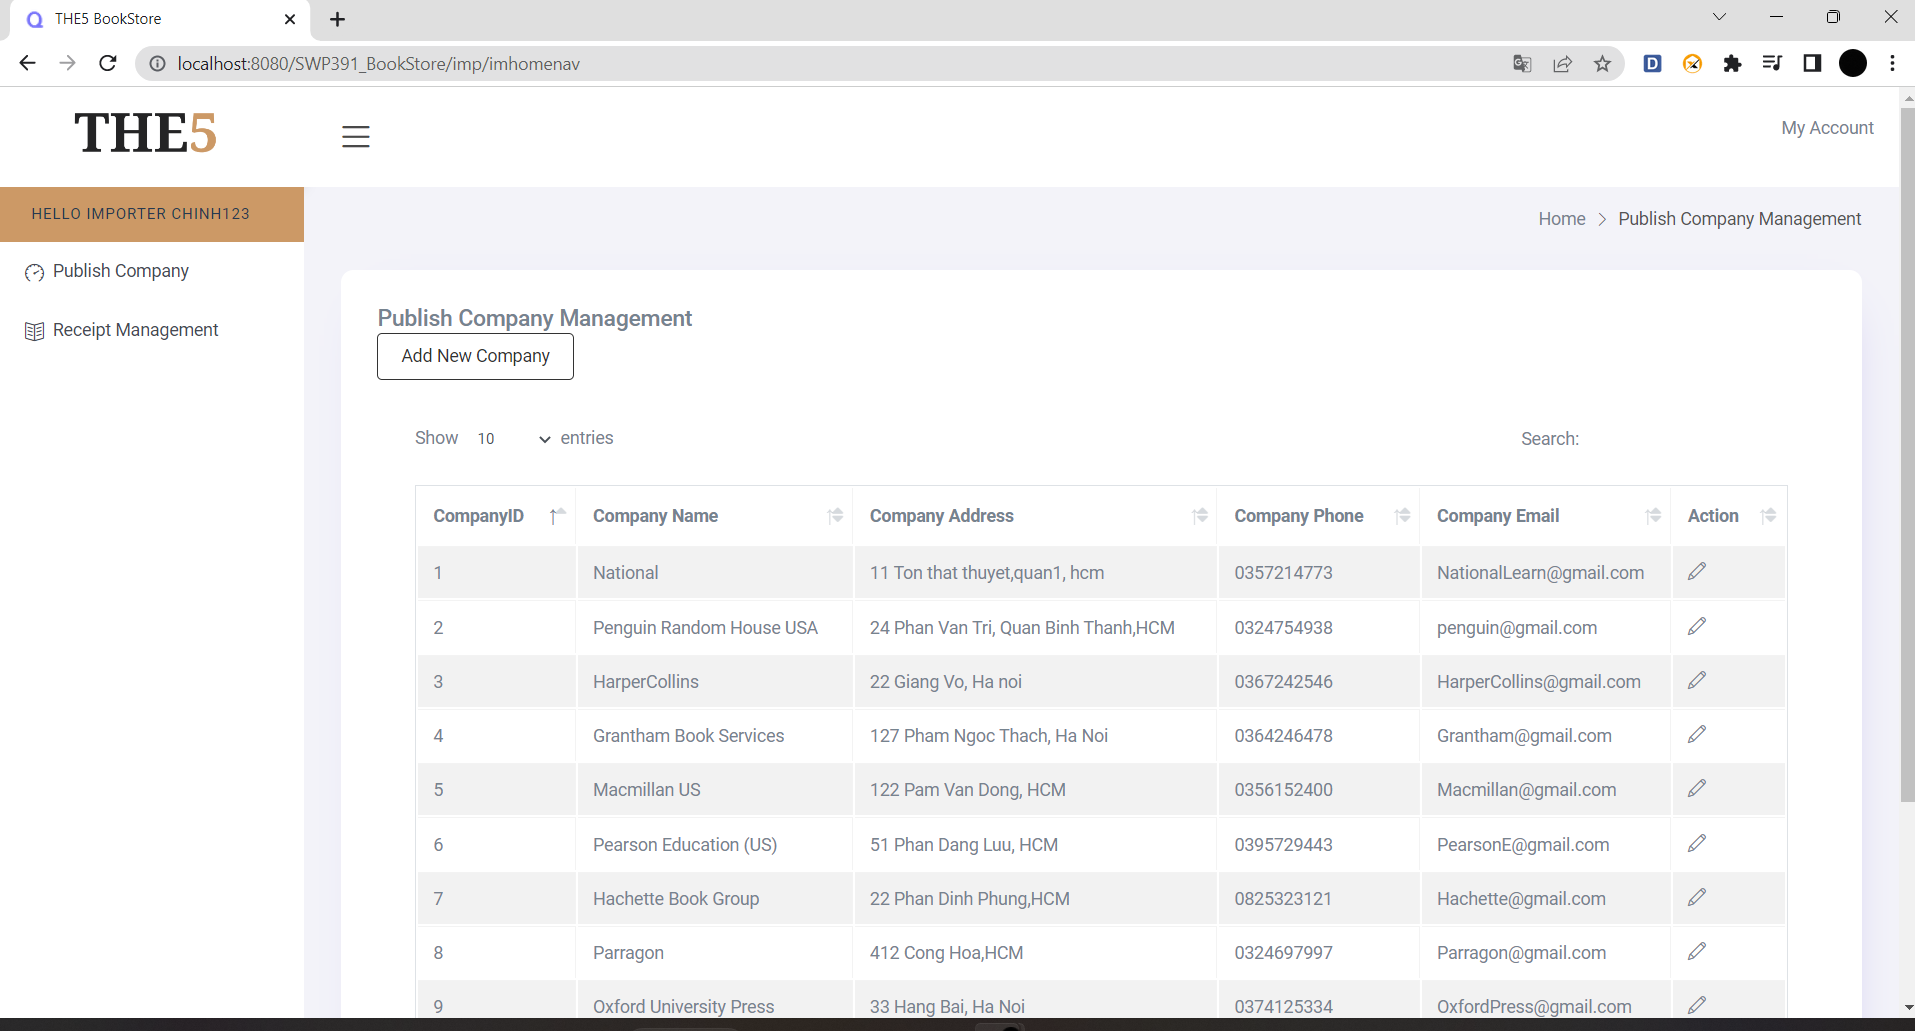 THE5 BookStore
localhost:8080/SWP391_BookStore/imp/imhomenav
THE5
My Account
HELLO IMPORTER CHINH123
Home > Publish Company Management
Publish Company
Receipt Management
Publish Company Management
Add New Company
Show 10 entries
Search:
CompanyID Company Name Company Address Company Phone Company Email Action
1 National 11 Ton that thuyet,quan1, hcm 0357214773 NationalLearn@gmail.com
2 Penguin Random House USA 24 Phan Van Tri, Quan Binh Thanh,HCM 0324754938 penguin@gmail.com
3 HarperCollins 22 Giang Vo, Ha noi 0367242546 HarperCollins@gmail.com
4 Grantham Book Services 127 Pham Ngoc Thach, Ha Noi 0364246478 Grantham@gmail.com
5 Macmillan US 122 Pam Van Dong, HCM 0356152400 Macmillan@gmail.com
6 Pearson Education (US) 51 Phan Dang Luu, HCM 0395729443 PearsonE@gmail.com
7 Hachette Book Group 22 Phan Dinh Phung,HCM 0825323121 Hachette@gmail.com
8 Parragon 412 Cong Hoa,HCM 0324697997 Parragon@gmail.com
9 Oxford University Press 33 Hang Bai, Ha Noi 0374125334 OxfordPress@gmail.com